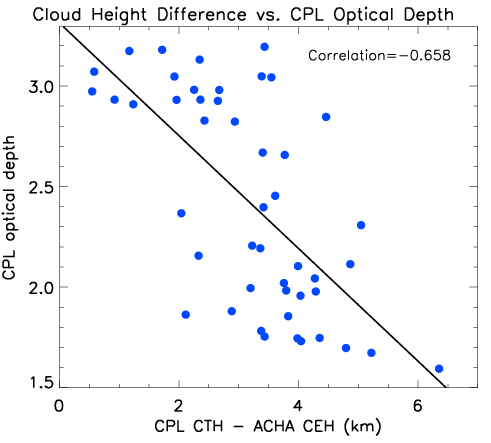 Cloud Height Difference vs. CPL Optical Depth
Correlation=-0.658
3.0
2.5
2.0
1.5
CPL optical depth
0 2 4 6
CPL CTH - ACHA CEH (km)